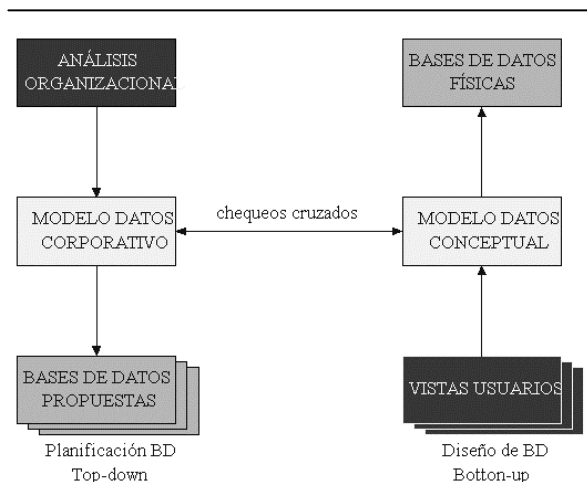 ANÁLISIS
ORGANIZACIONAL
BASES DE DATOS
FÍSICAS
MODELO DATOS
CORPORATIVO
chequeos cruzados
MODELO DATOS
CONCEPTUAL
BASES DE DATOS
PROPUESTAS
VISTAS USUARIOS
Planificación BD
Top-down
Diseño de BD
Botton-up